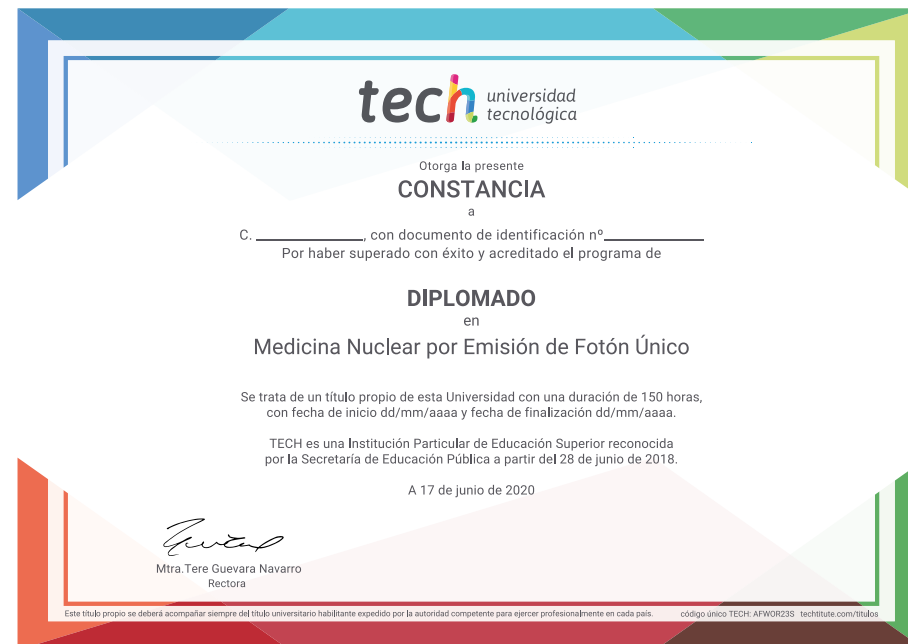 tech universidad
tecnológica
Otorga la presente
CONSTANCIA
a
C. ______________, con documento de identificación nº_____________
Por haber superado con éxito y acreditado el programa de
DIPLOMADO
en
Medicina Nuclear por Emisión de Fotón Único
Se trata de un título propio de esta Universidad con una duración de 150 horas,
con fecha de inicio dd/mm/aaaa y fecha de finalización dd/mm/aaaa.
TECH es una Institución Particular de Educación Superior reconocida
por la Secretaría de Educación Pública a partir del 28 de junio de 2018.
A 17 de junio de 2020
Mtra.Tere Guevara Navarro
Rectora
Este título propio se deberá acompañar siempre del título universitario habilitante expedido por la autoridad competente para ejercer profesionalmente en cada país. código único TECH: AFWOR23S techtitute.com/titulos